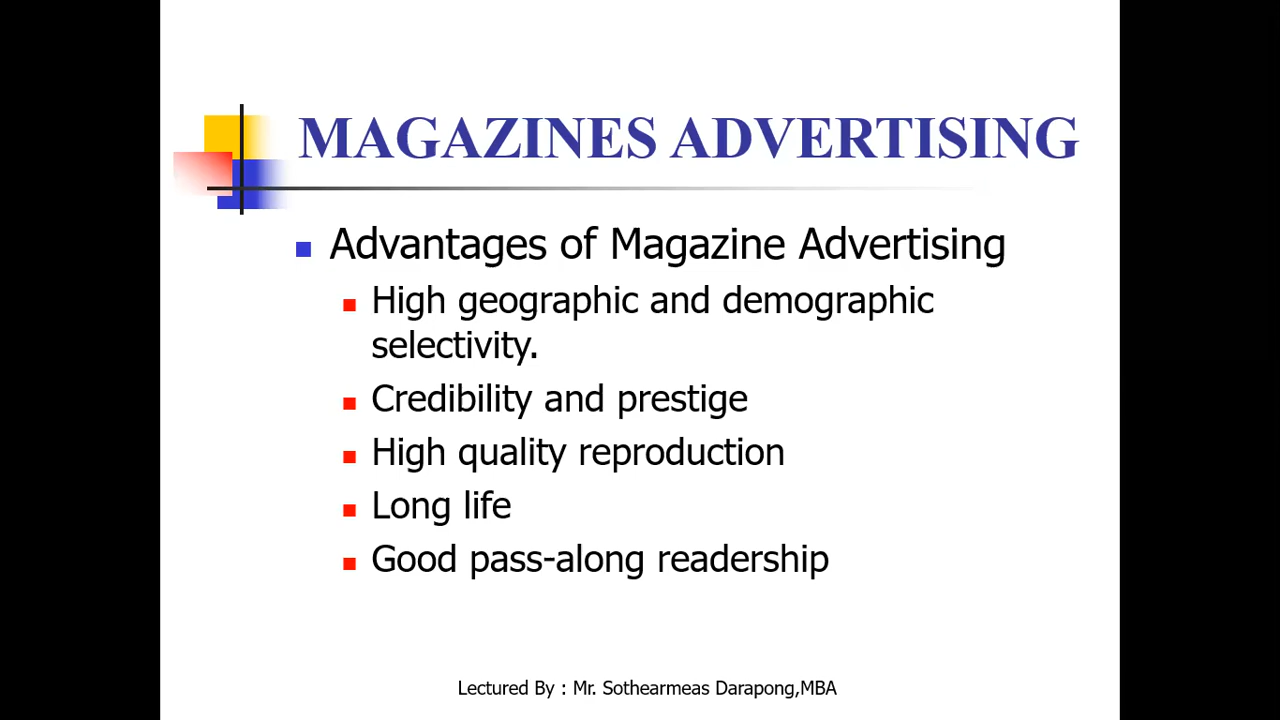 MAGAZINES ADVERTISING
Advantages of Magazine Advertising
High geographic and demographic
selectivity.
Credibility and prestige
High quality reproduction
Long life
Good pass-along readership
Lectured By : Mr. Sothearmeas Darapong,MBA